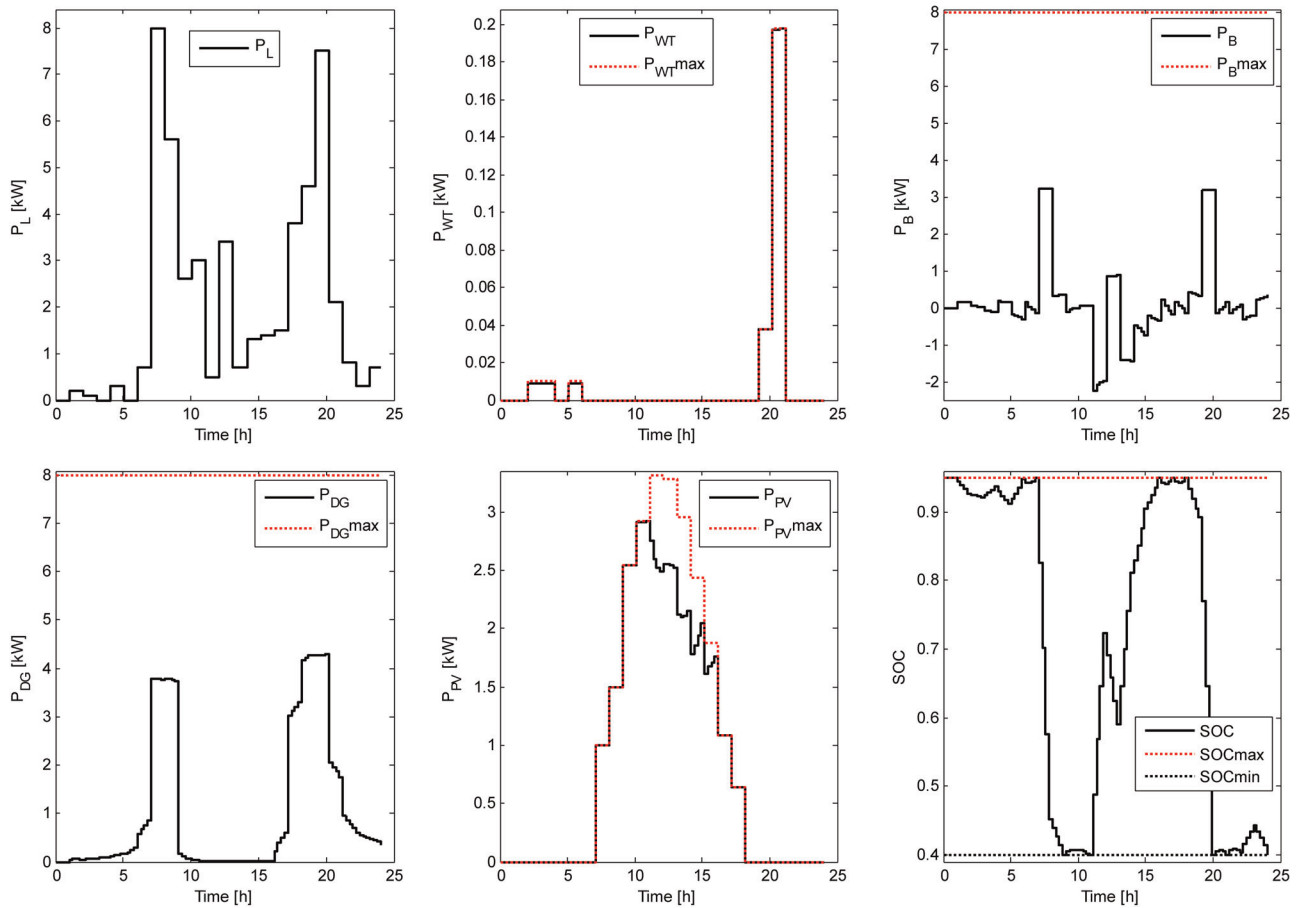 8
7
6
5
4
3
2
1
0
P_L [kW]
P_L
0 5 10 15 20 25
Time [h]
0.2
0.18
0.16
0.14
0.12
0.1
0.08
0.06
0.04
0.02
0
P_WT [kW]
P_WT
P_WTmax
0 5 10 15 20 25
Time [h]
8
7
6
5
4
3
2
1
0
-1
-2
P_B [kW]
P_B
P_Bmax
0 5 10 15 20 25
Time [h]
8
7
6
5
4
3
2
1
0
P_DG [kW]
P_DG
P_DGmax
0 5 10 15 20 25
Time [h]
3
2.5
2
1.5
1
0.5
0
P_PV [kW]
P_PV
P_PVmax
0 5 10 15 20 25
Time [h]
0.9
0.8
0.7
0.6
0.5
0.4
SOC
SOC
SOCmax
SOCmin
0 5 10 15 20 25
Time [h]